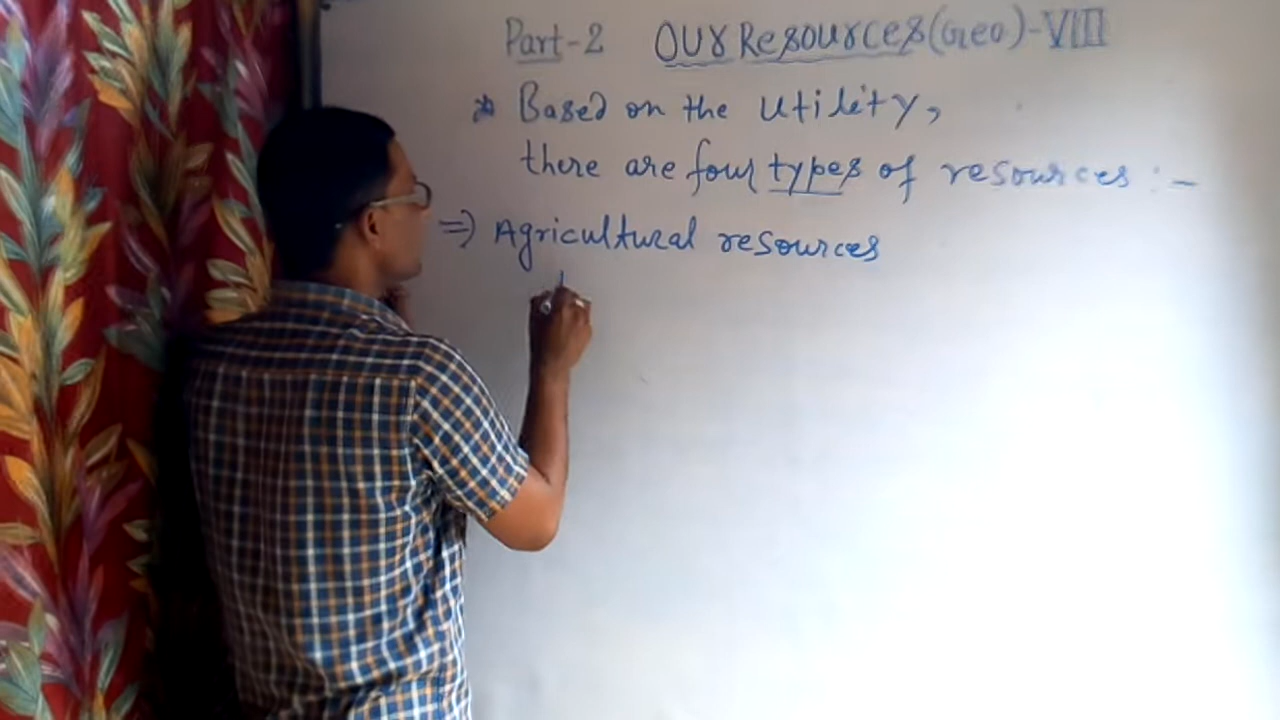 Part-2 Our Resources(Geo)-VIII
* Based on the utility,
there are four types of resources :-
⇒ Agricultural resources